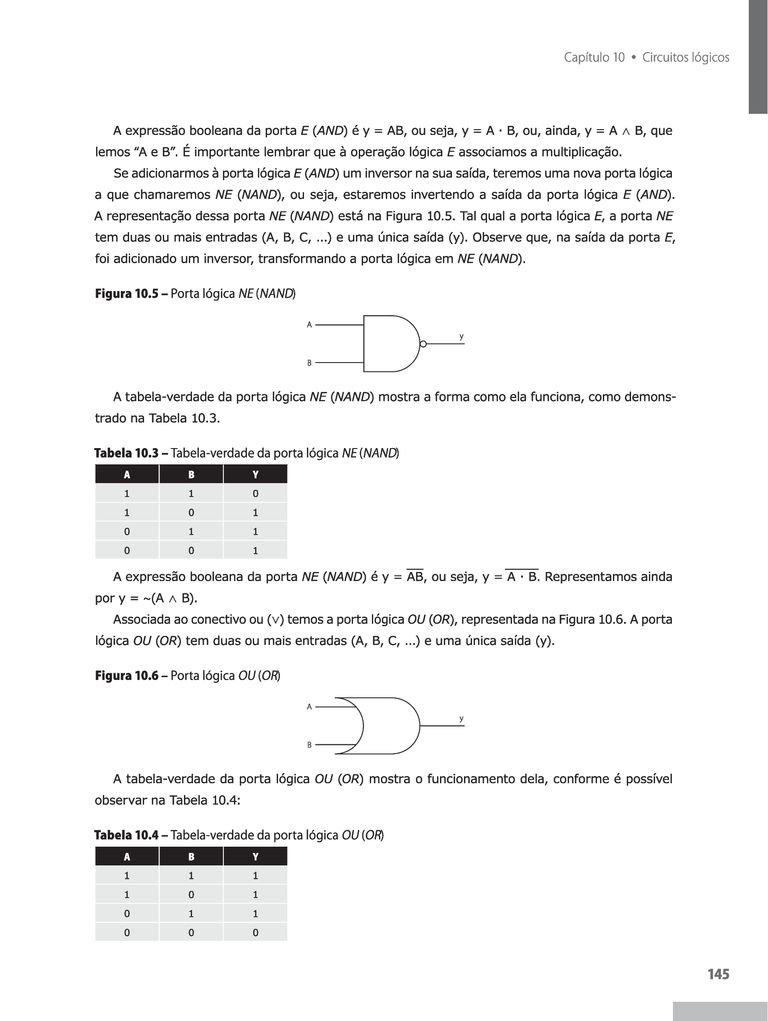 Capítulo 10 • Circuitos lógicos
A expressão booleana da porta E (AND) é y = AB, ou seja, y = A · B, ou, ainda, y = A ∧ B, que
lemos “A e B”. É importante lembrar que à operação lógica E associamos a multiplicação.
Se adicionarmos à porta lógica E (AND) um inversor na sua saída, teremos uma nova porta lógica
a que chamaremos NE (NAND), ou seja, estaremos invertendo a saída da porta lógica E (AND).
A representação dessa porta NE (NAND) está na Figura 10.5. Tal qual a porta lógica E, a porta NE
tem duas ou mais entradas (A, B, C, ...) e uma única saída (y). Observe que, na saída da porta E,
foi adicionado um inversor, transformando a porta lógica em NE (NAND).
Figura 10.5 – Porta lógica NE (NAND)
A
y
B
A tabela-verdade da porta lógica NE (NAND) mostra a forma como ela funciona, como demons-
trado na Tabela 10.3.
Tabela 10.3 – Tabela-verdade da porta lógica NE (NAND)
A B Y
1 1 0
1 0 1
0 1 1
0 0 1
A expressão booleana da porta NE (NAND) é y = A̅B̅, ou seja, y = A̅ ̅·̅ ̅B̅. Representamos ainda
por y = ~(A ∧ B).
Associada ao conectivo ou (∨) temos a porta lógica OU (OR), representada na Figura 10.6. A porta
lógica OU (OR) tem duas ou mais entradas (A, B, C, ...) e uma única saída (y).
Figura 10.6 – Porta lógica OU (OR)
A
y
B
A tabela-verdade da porta lógica OU (OR) mostra o funcionamento dela, conforme é possível
observar na Tabela 10.4:
Tabela 10.4 – Tabela-verdade da porta lógica OU (OR)
A B Y
1 1 1
1 0 1
0 1 1
0 0 0
145